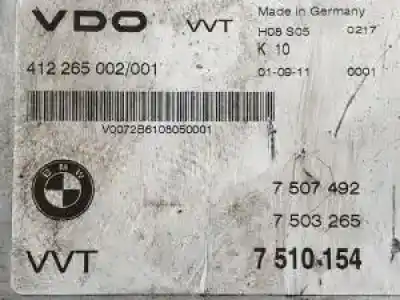 VDO VVT
Made in Germany
H08 S05 0217
K 10
412 265 002/001
01-09-11 0001
V0072B6108050001
BMW
7 507 492
7 503 265
VVT 7 510 154